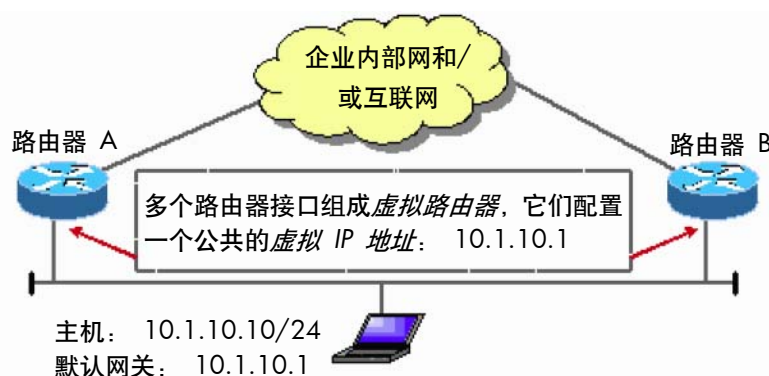 企业内部网和/
或互联网
路由器 A
路由器 B
多个路由器接口组成虚拟路由器, 它们配置
一个公共的虚拟 IP 地址: 10.1.10.1
主机: 10.1.10.10/24
默认网关: 10.1.10.1